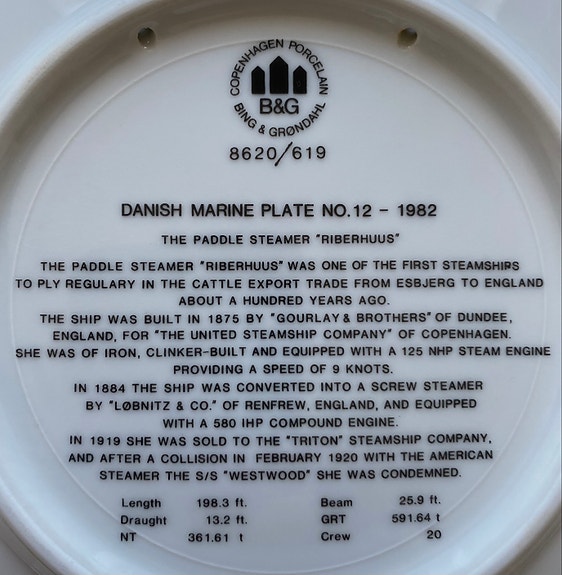 COPENHAGEN PORCELAIN
B&G
BING & GRØNDAHL
8620/619
DANISH MARINE PLATE NO.12 - 1982
THE PADDLE STEAMER "RIBERHUUS"
THE PADDLE STEAMER "RIBERHUUS" WAS ONE OF THE FIRST STEAMSHIPS
TO PLY REGULARY IN THE CATTLE EXPORT TRADE FROM ESBJERG TO ENGLAND
ABOUT A HUNDRED YEARS AGO.
THE SHIP WAS BUILT IN 1875 BY "GOURLAY & BROTHERS" OF DUNDEE,
ENGLAND, FOR "THE UNITED STEAMSHIP COMPANY" OF COPENHAGEN.
SHE WAS OF IRON, CLINKER-BUILT AND EQUIPPED WITH A 125 NHP STEAM ENGINE
PROVIDING A SPEED OF 9 KNOTS.
IN 1884 THE SHIP WAS CONVERTED INTO A SCREW STEAMER
BY "LØBNITZ & CO." OF RENFREW, ENGLAND, AND EQUIPPED
WITH A 580 IHP COMPOUND ENGINE.
IN 1919 SHE WAS SOLD TO THE "TRITON" STEAMSHIP COMPANY,
AND AFTER A COLLISION IN FEBRUARY 1920 WITH THE AMERICAN
STEAMER THE S/S "WESTWOOD" SHE WAS CONDEMNED.
Length 198.3 ft. Beam 25.9 ft.
Draught 13.2 ft. GRT 591.64 t
NT 361.61 t Crew 20